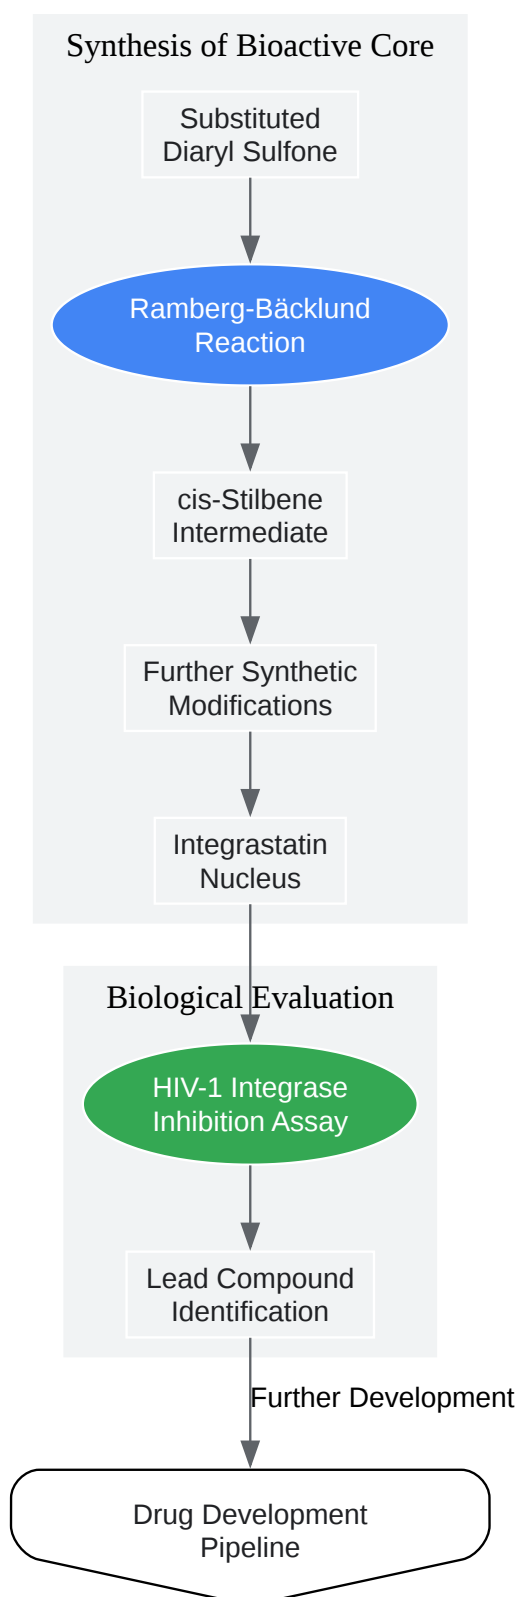 Synthesis of Bioactive Core
Substituted
Diaryl Sulfone
Ramberg-Bäcklund
Reaction
cis-Stilbene
Intermediate
Further Synthetic
Modifications
Integrastatin
Nucleus
Biological Evaluation
HIV-1 Integrase
Inhibition Assay
Lead Compound
Identification
Further Development
Drug Development
Pipeline